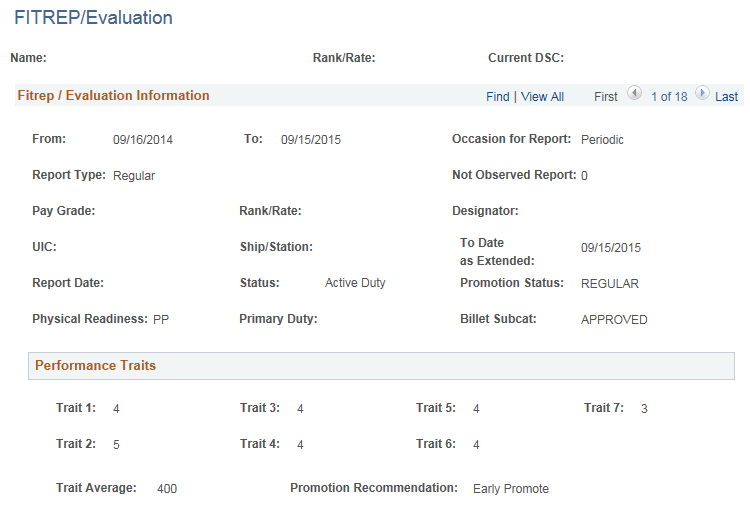 FITREP/Evaluation
Name: Rank/Rate: Current DSC:
Fitrep / Evaluation Information Find | View All First 1 of 18 Last
From: 09/16/2014 To: 09/15/2015 Occasion for Report: Periodic
Report Type: Regular Not Observed Report: 0
Pay Grade: Rank/Rate: Designator:
UIC: Ship/Station: To Date as Extended: 09/15/2015
Report Date: Status: Active Duty Promotion Status: REGULAR
Physical Readiness: PP Primary Duty: Billet Subcat: APPROVED
Performance Traits
Trait 1: 4 Trait 3: 4 Trait 5: 4 Trait 7: 3
Trait 2: 5 Trait 4: 4 Trait 6: 4
Trait Average: 400 Promotion Recommendation: Early Promote